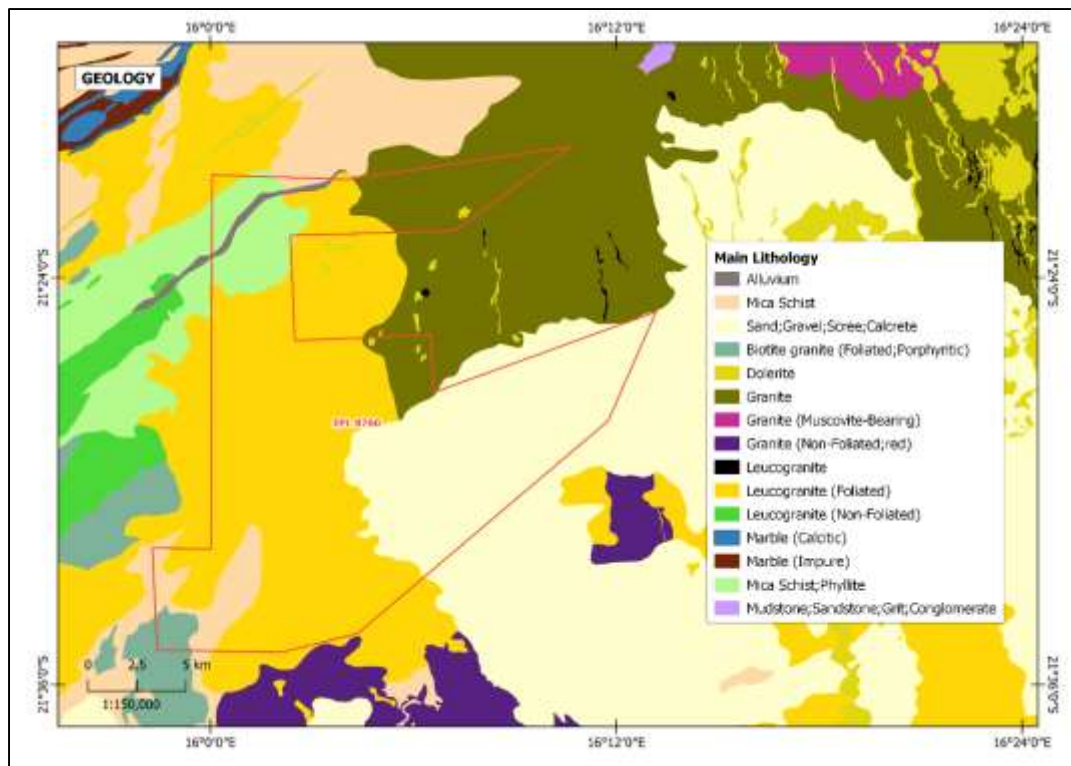 16°0'0"E
16°12'0"E
16°24'0"E
GEOLOGY
21°24'0"S
21°24'0"S
Main Lithology
Alluvium
Mica Schist
Sand;Gravel;Scree;Calcrete
Biotite granite (Foliated;Porphyritic)
Dolerite
Granite
Granite (Muscovite-Bearing)
Granite (Non-Foliated;red)
Leucogranite
Leucogranite (Foliated)
Leucogranite (Non-Foliated)
Marble (Calcitic)
Marble (Impure)
Mica Schist;Phyllite
Mudstone;Sandstone;Grit;Conglomerate
EPL
0 2,5 5 km
1:150,000
21°36'0"S
21°36'0"S
16°0'0"E
16°12'0"E
16°24'0"E